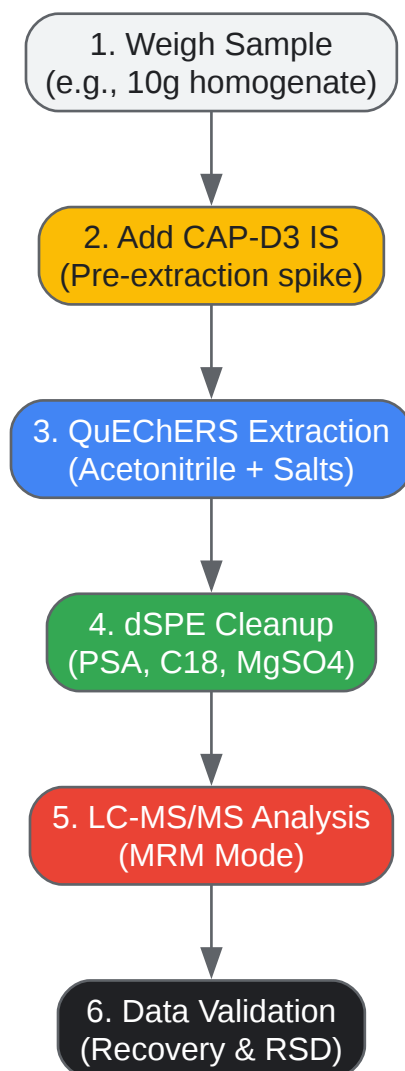 1. Weigh Sample
(e.g., 10g homogenate)
2. Add CAP-D3 IS
(Pre-extraction spike)
3. QuEChERS Extraction
(Acetonitrile + Salts)
4. dSPE Cleanup
(PSA, C18, MgSO4)
5. LC-MS/MS Analysis
(MRM Mode)
6. Data Validation
(Recovery & RSD)